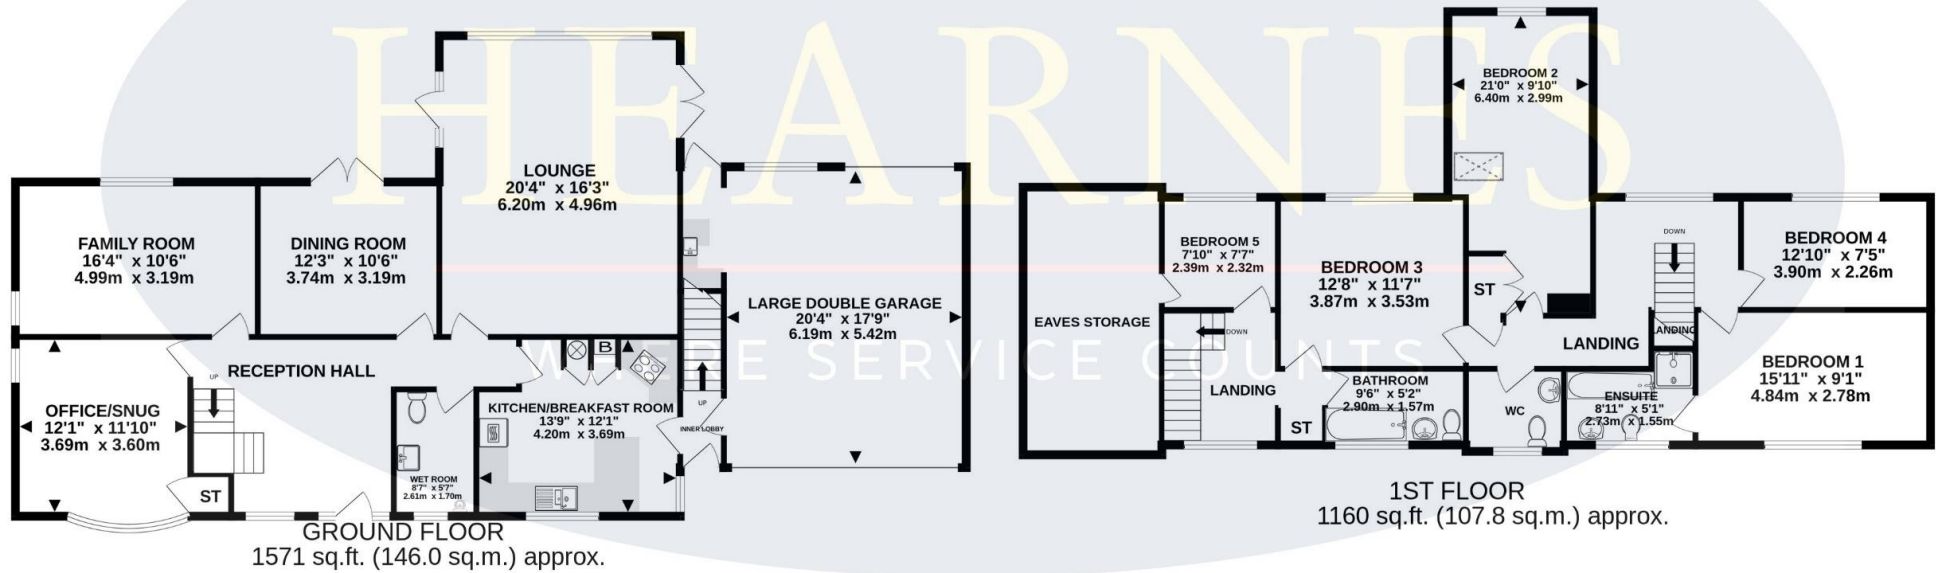 HEARNES
WHERE SERVICE COUNTS
LOUNGE
20'4" x 16'3"
6.20m x 4.96m
FAMILY ROOM
16'4" x 10'6"
4.99m x 3.19m
DINING ROOM
12'3" x 10'6"
3.74m x 3.19m
LARGE DOUBLE GARAGE
20'4" x 17'9"
6.19m x 5.42m
RECEPTION HALL
UP
OFFICE/SNUG
12'1" x 11'10"
3.69m x 3.60m
ST
B
KITCHEN/BREAKFAST ROOM
13'9" x 12'1"
4.20m x 3.69m
UP
INNER LOBBY
WET ROOM
8'7" x 5'7"
2.61m x 1.70m
GROUND FLOOR
1571 sq.ft. (146.0 sq.m.) approx.
BEDROOM 2
21'0" x 9'10"
6.40m x 2.99m
BEDROOM 5
7'10" x 7'7"
2.39m x 2.32m
BEDROOM 3
12'8" x 11'7"
3.87m x 3.53m
ST
DOWN
BEDROOM 4
12'10" x 7'5"
3.90m x 2.26m
EAVES STORAGE
DOWN
LANDING
LANDING
ANDING
BEDROOM 1
15'11" x 9'1"
4.84m x 2.78m
ST
BATHROOM
9'6" x 5'2"
2.90m x 1.57m
WC
ENSUITE
8'11" x 5'1"
2.73m x 1.55m
1ST FLOOR
1160 sq.ft. (107.8 sq.m.) approx.